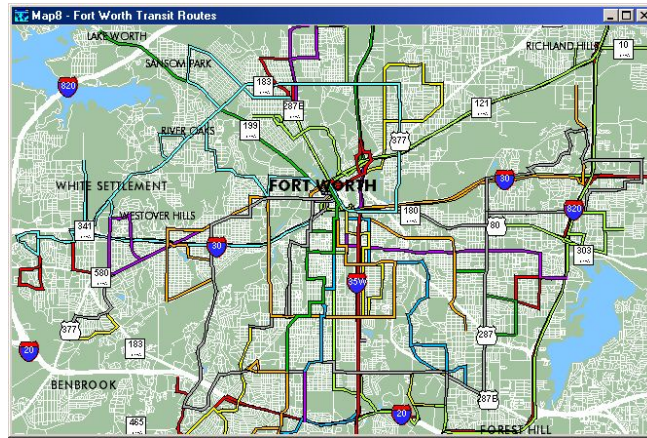 Map8 - Fort Worth Transit Routes
LAKE WORTH
RICHLAND HILLS
10
SANSOM PARK
820
183
287B
121
199
377
RIVER OAKS
WHITE SETTLEMENT
FORT WORTH
30
820
WESTOVER HILLS
180
341
80
30
303
580
35W
377
287
183
20
BENBROOK
287B
20
465
FOREST HILL